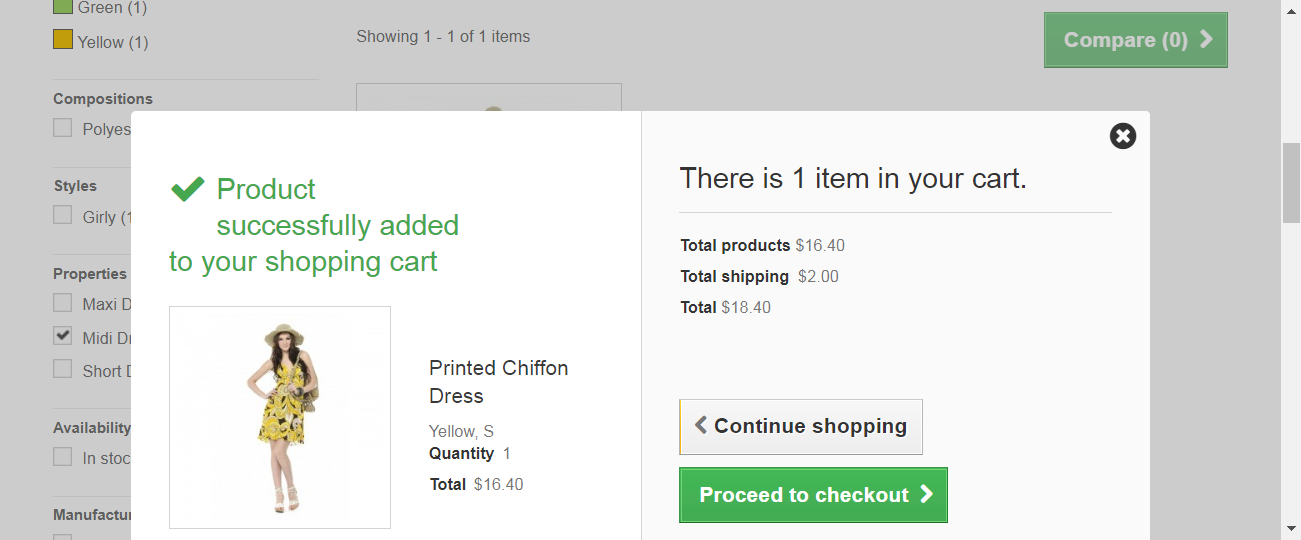 Green (1)
Yellow (1)
Showing 1 - 1 of 1 items
Compare (0)
Compositions
Polyes
Styles
Girly (1
Properties
Maxi D
Midi Dr
Short D
Availability
In stoc
Manufactur
Product
successfully added
to your shopping cart
Printed Chiffon
Dress
Yellow, S
Quantity 1
Total $16.40
There is 1 item in your cart.
Total products $16.40
Total shipping $2.00
Total $18.40
Continue shopping
Proceed to checkout